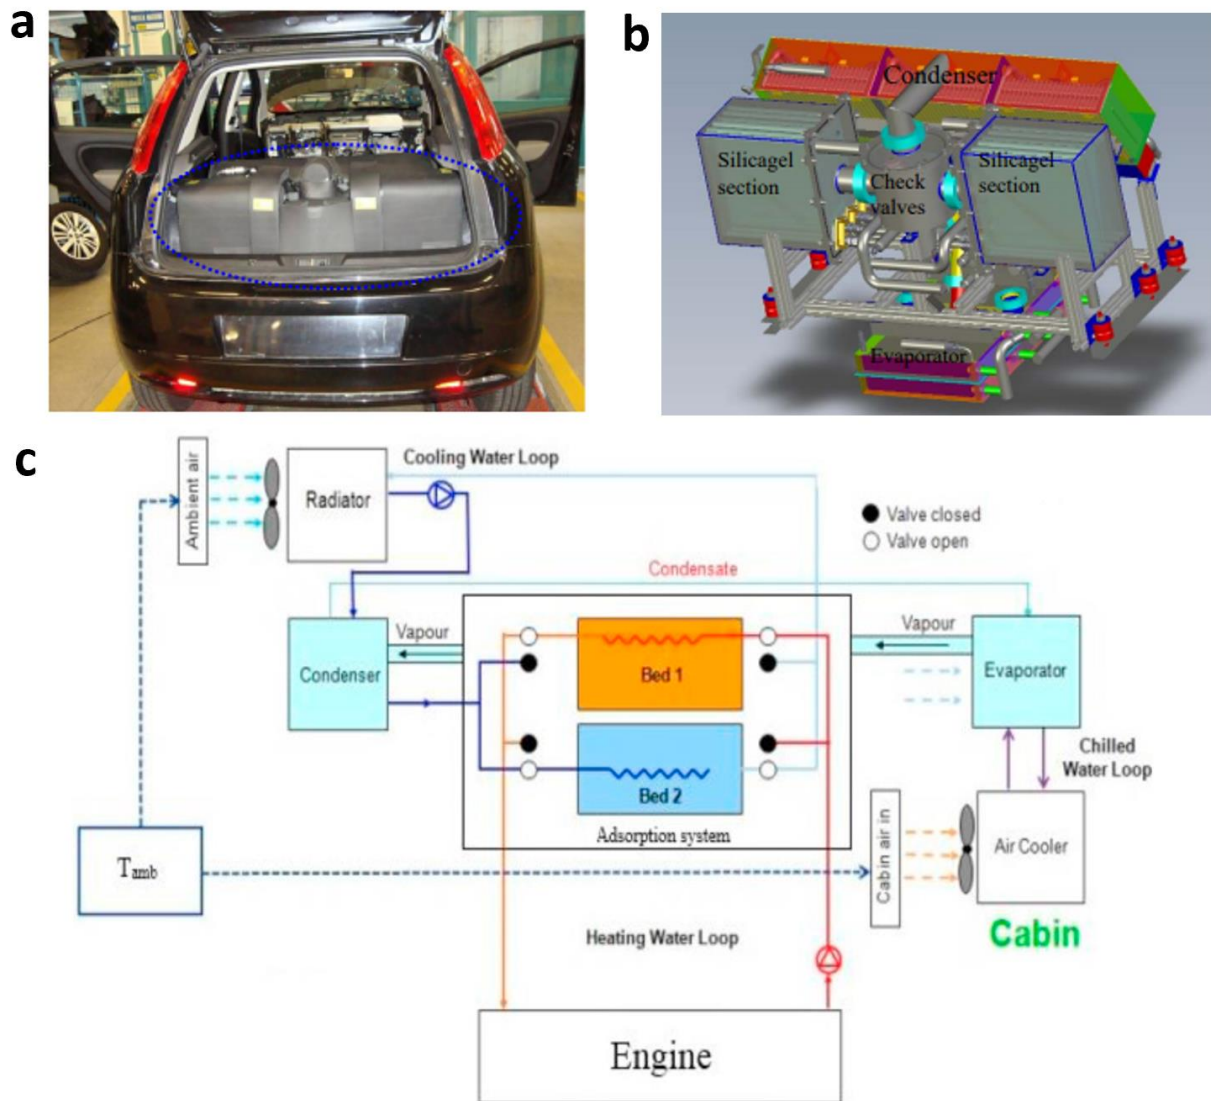 a
b
Condenser
Silicagel
section
Check
valves
Silicagel
section
Evaporator
c
Ambient air
Radiator
Cooling Water Loop
Valve closed
Valve open
Condensate
Condenser
Vapour
Bed 1
Bed 2
Adsorption system
Vapour
Evaporator
Chilled
Water Loop
Tamb
Cabin air in
Air Cooler
Cabin
Heating Water Loop
Engine